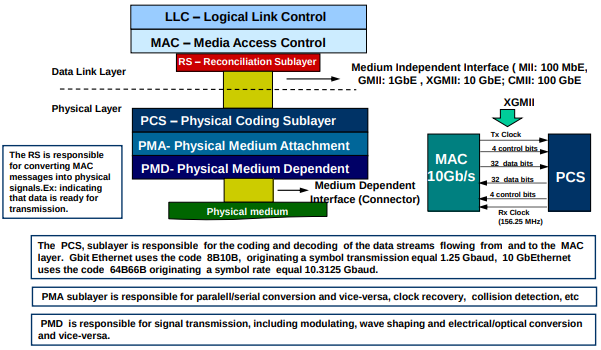 LLC – Logical Link Control
MAC – Media Access Control
RS – Reconciliation Sublayer
Data Link Layer
Medium Independent Interface ( MII: 100 MbE,
GMII: 1GbE , XGMII: 10 GbE; CMII: 100 GbE
Physical Layer
PCS – Physical Coding Sublayer
PMA- Physical Medium Attachment
PMD- Physical Medium Dependent
Medium Dependent
Interface (Connector)
Physical medium
The RS is responsible
for converting MAC
messages into physical
signals.Ex: indicating
that data is ready for
transmission.
XGMII
MAC
10Gb/s
Tx Clock
4 control bits
32 data bits
32 data bits
4 control bits
Rx Clock
(156.25 MHz)
PCS
The PCS, sublayer is responsible for the coding and decoding of the data streams flowing from and to the MAC
layer. Gbit Ethernet uses the code 8B10B, originating a symbol transmission equal 1.25 Gbaud, 10 GbEthernet
uses the code 64B66B originating a symbol rate equal 10.3125 Gbaud.
PMA sublayer is responsible for paralell/serial conversion and vice-versa, clock recovery, collision detection, etc
PMD is responsible for signal transmission, including modulating, wave shaping and electrical/optical conversion
and vice-versa.